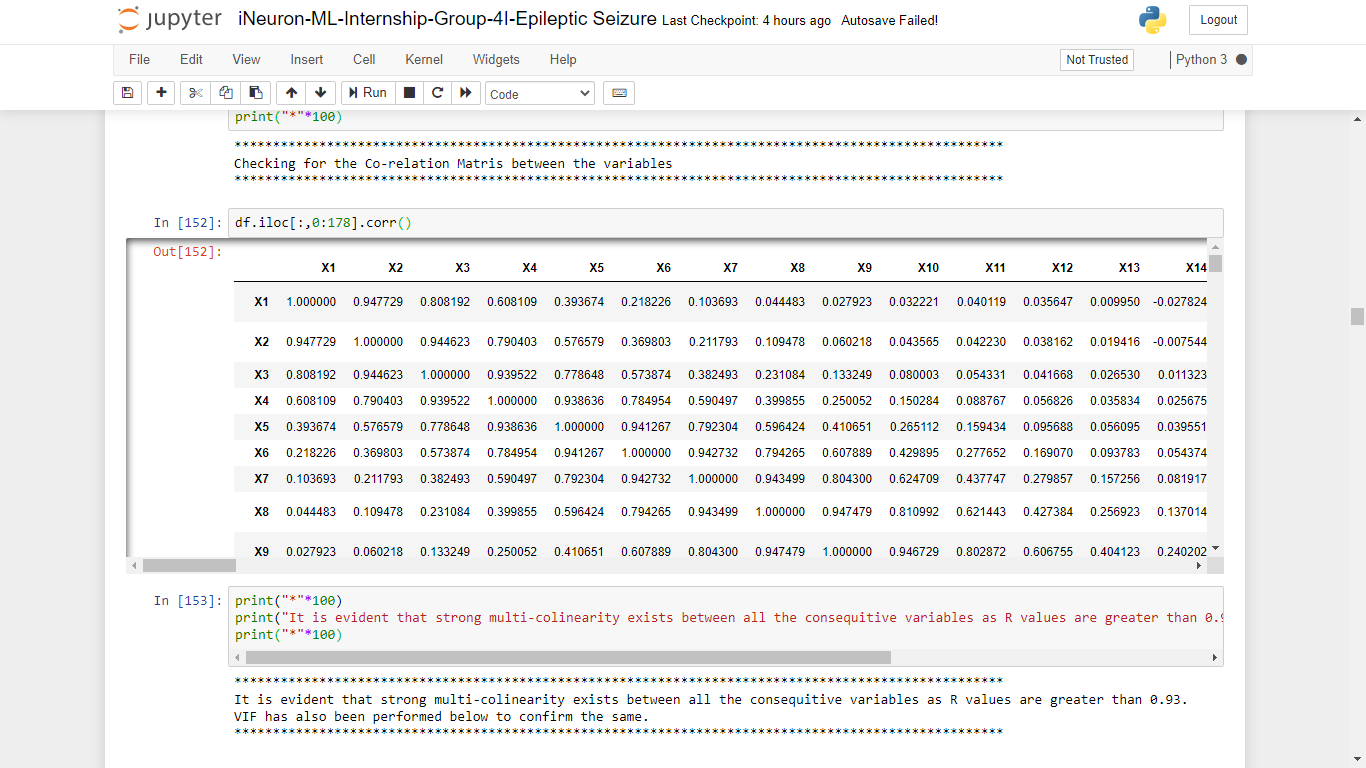 jupyter iNeuron-ML-Internship-Group-4I-Epileptic Seizure Last Checkpoint: 4 hours ago Autosave Failed! Logout
File Edit View Insert Cell Kernel Widgets Help Not Trusted Python 3
Run Code
print("*"*100)
****************************************************************************************************
Checking for the Co-relation Matris between the variables
****************************************************************************************************
In [152]: df.iloc[:,0:178].corr()
Out[152]:
X1 X2 X3 X4 X5 X6 X7 X8 X9 X10 X11 X12 X13 X14
X1 1.000000 0.947729 0.808192 0.608109 0.393674 0.218226 0.103693 0.044483 0.027923 0.032221 0.040119 0.035647 0.009950 -0.027824
X2 0.947729 1.000000 0.944623 0.790403 0.576579 0.369803 0.211793 0.109478 0.060218 0.043565 0.042230 0.038162 0.019416 -0.007544
X3 0.808192 0.944623 1.000000 0.939522 0.778648 0.573874 0.382493 0.231084 0.133249 0.080003 0.054331 0.041668 0.026530 0.011323
X4 0.608109 0.790403 0.939522 1.000000 0.938636 0.784954 0.590497 0.399855 0.250052 0.150284 0.088767 0.056826 0.035834 0.025675
X5 0.393674 0.576579 0.778648 0.938636 1.000000 0.941267 0.792304 0.596424 0.410651 0.265112 0.159434 0.095688 0.056095 0.039551
X6 0.218226 0.369803 0.573874 0.784954 0.941267 1.000000 0.942732 0.794265 0.607889 0.429895 0.277652 0.169070 0.093783 0.054374
X7 0.103693 0.211793 0.382493 0.590497 0.792304 0.942732 1.000000 0.943499 0.804300 0.624709 0.437747 0.279857 0.157256 0.081917
X8 0.044483 0.109478 0.231084 0.399855 0.596424 0.794265 0.943499 1.000000 0.947479 0.810992 0.621443 0.427384 0.256923 0.137014
X9 0.027923 0.060218 0.133249 0.250052 0.410651 0.607889 0.804300 0.947479 1.000000 0.946729 0.802872 0.606755 0.404123 0.240202
In [153]: print("*"*100)
print("It is evident that strong multi-colinearity exists between all the consequitive variables as R values are greater than 0.9
print("*"*100)
****************************************************************************************************
It is evident that strong multi-colinearity exists between all the consequitive variables as R values are greater than 0.93.
VIF has also been performed below to confirm the same.
****************************************************************************************************